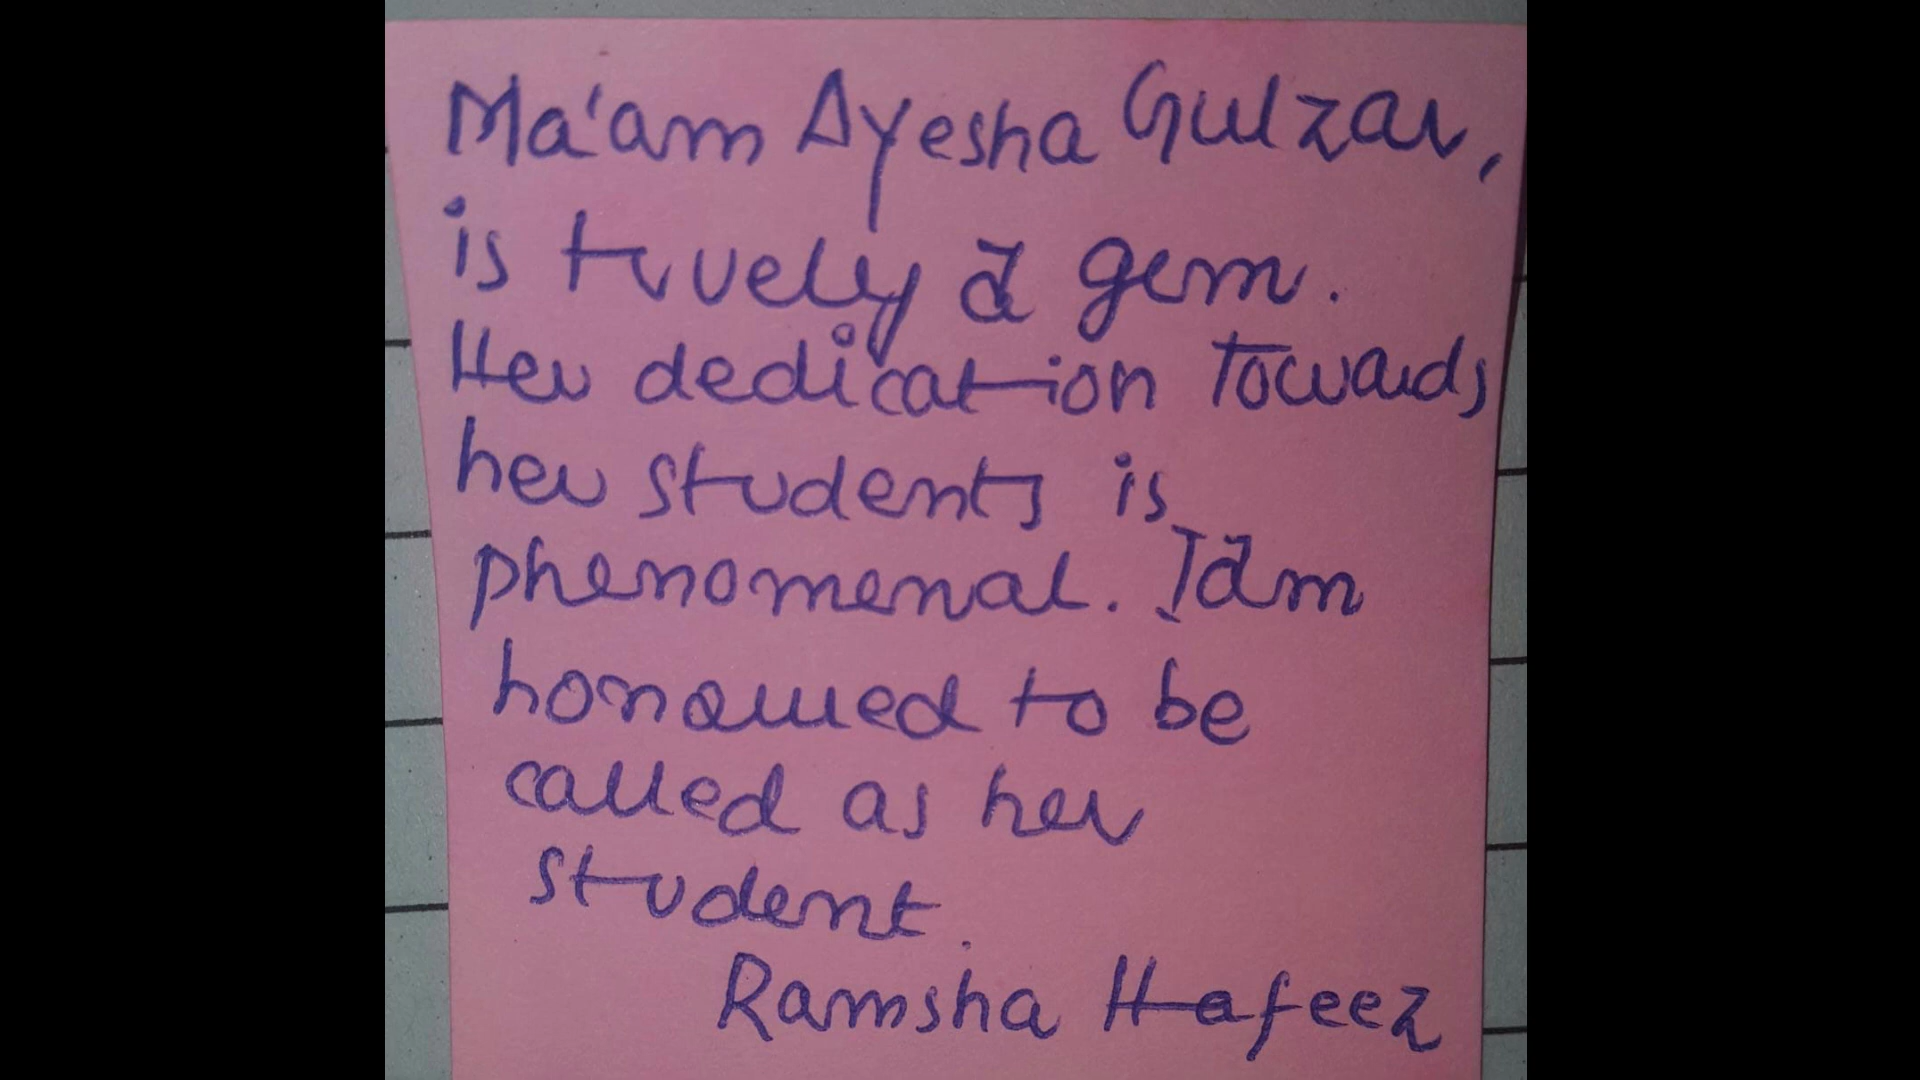 Ma'am Ayesha Gulzar,
is truely a gem.
Her dedication towards
her students is
phenomenal. I am
honoured to be
called as her
student.
Ramsha Hafeez